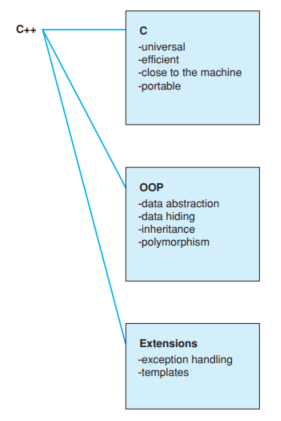 C++
C
-universal
-efficient
-close to the machine
-portable
OOP
-data abstraction
-data hiding
-inheritance
-polymorphism
Extensions
-exception handling
-templates